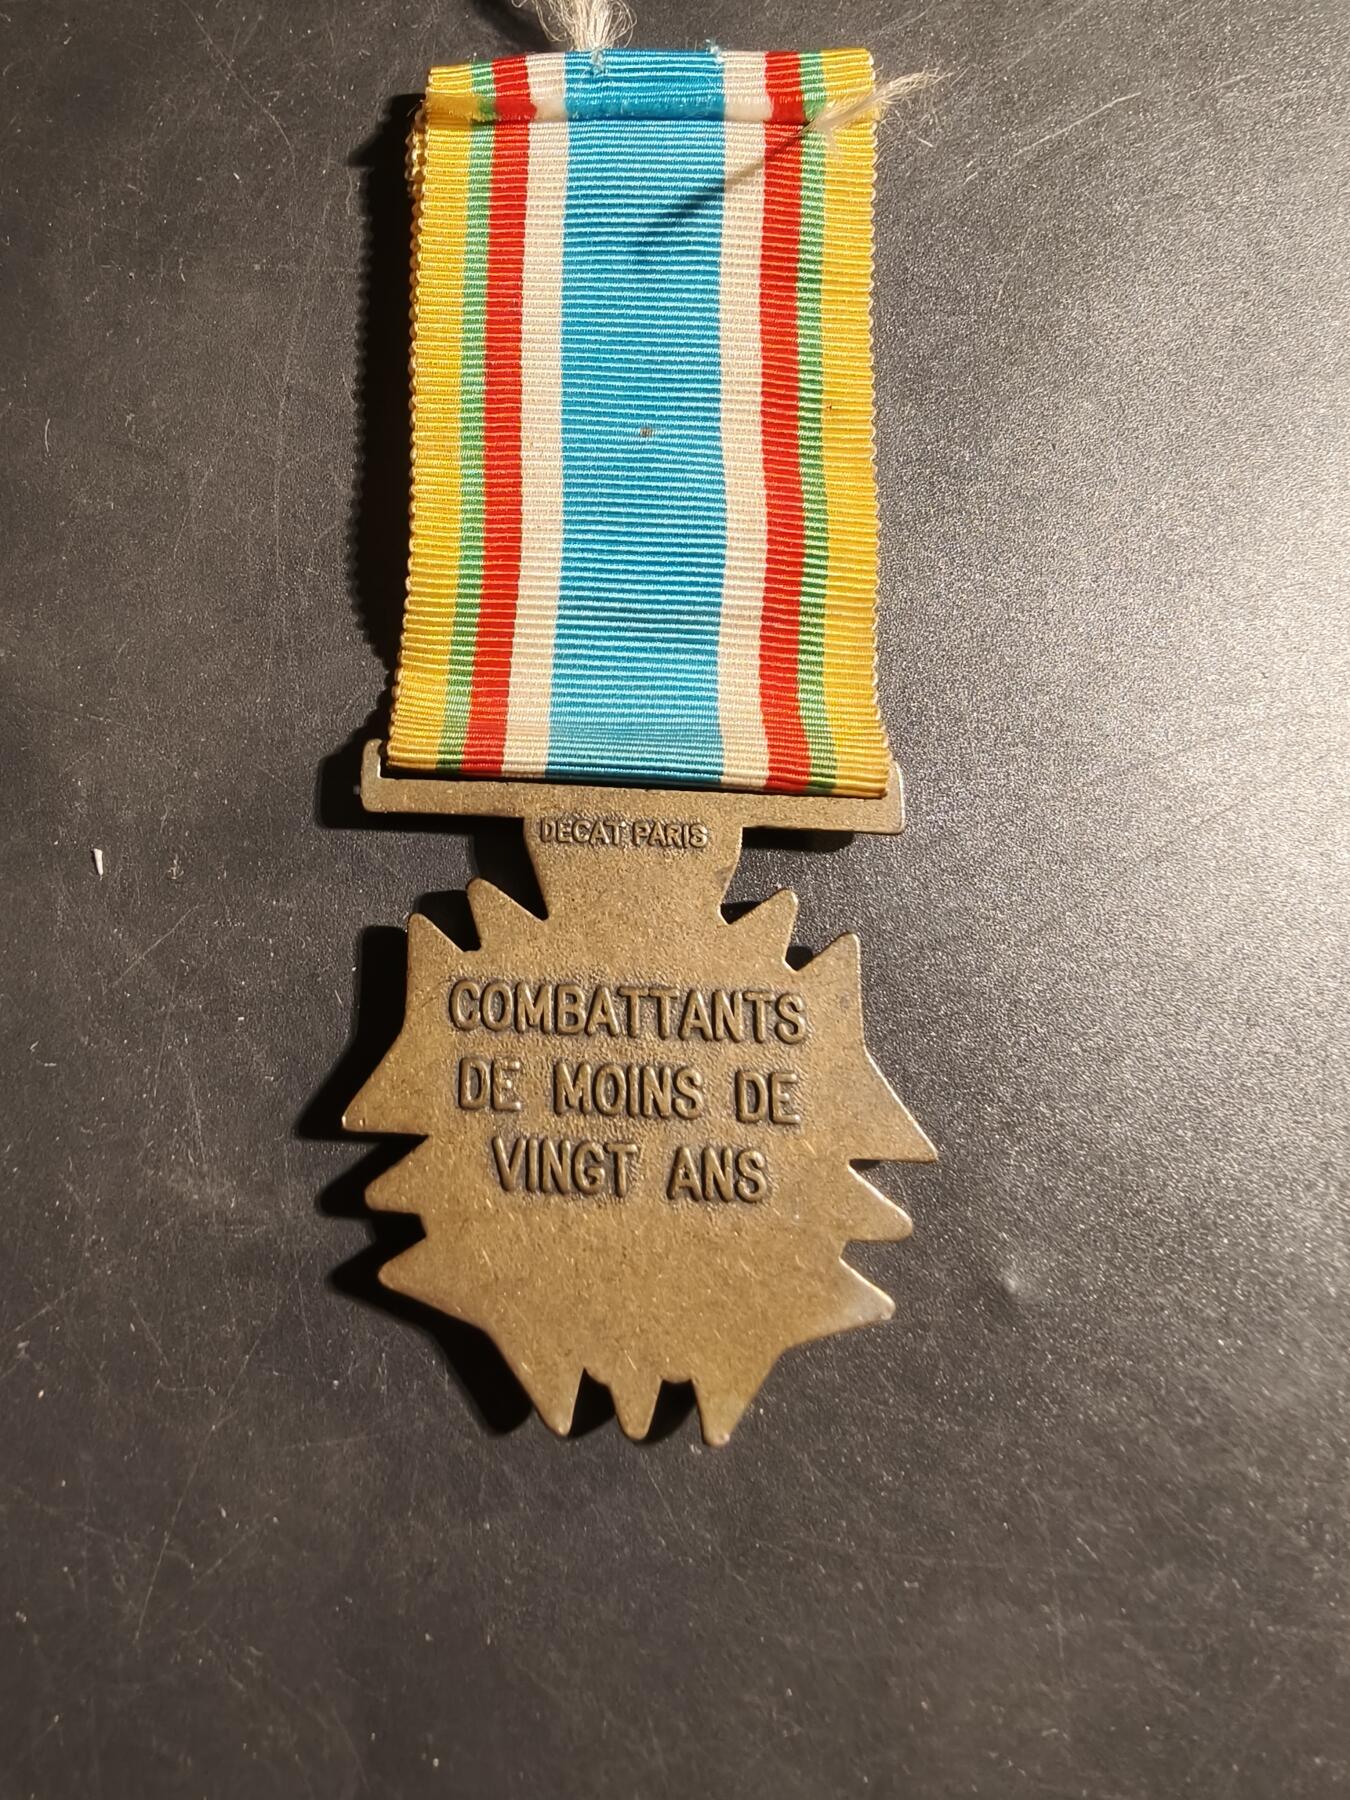 DECAT PARIS
COMBATTANTS
DE MOINS DE
VINGT ANS